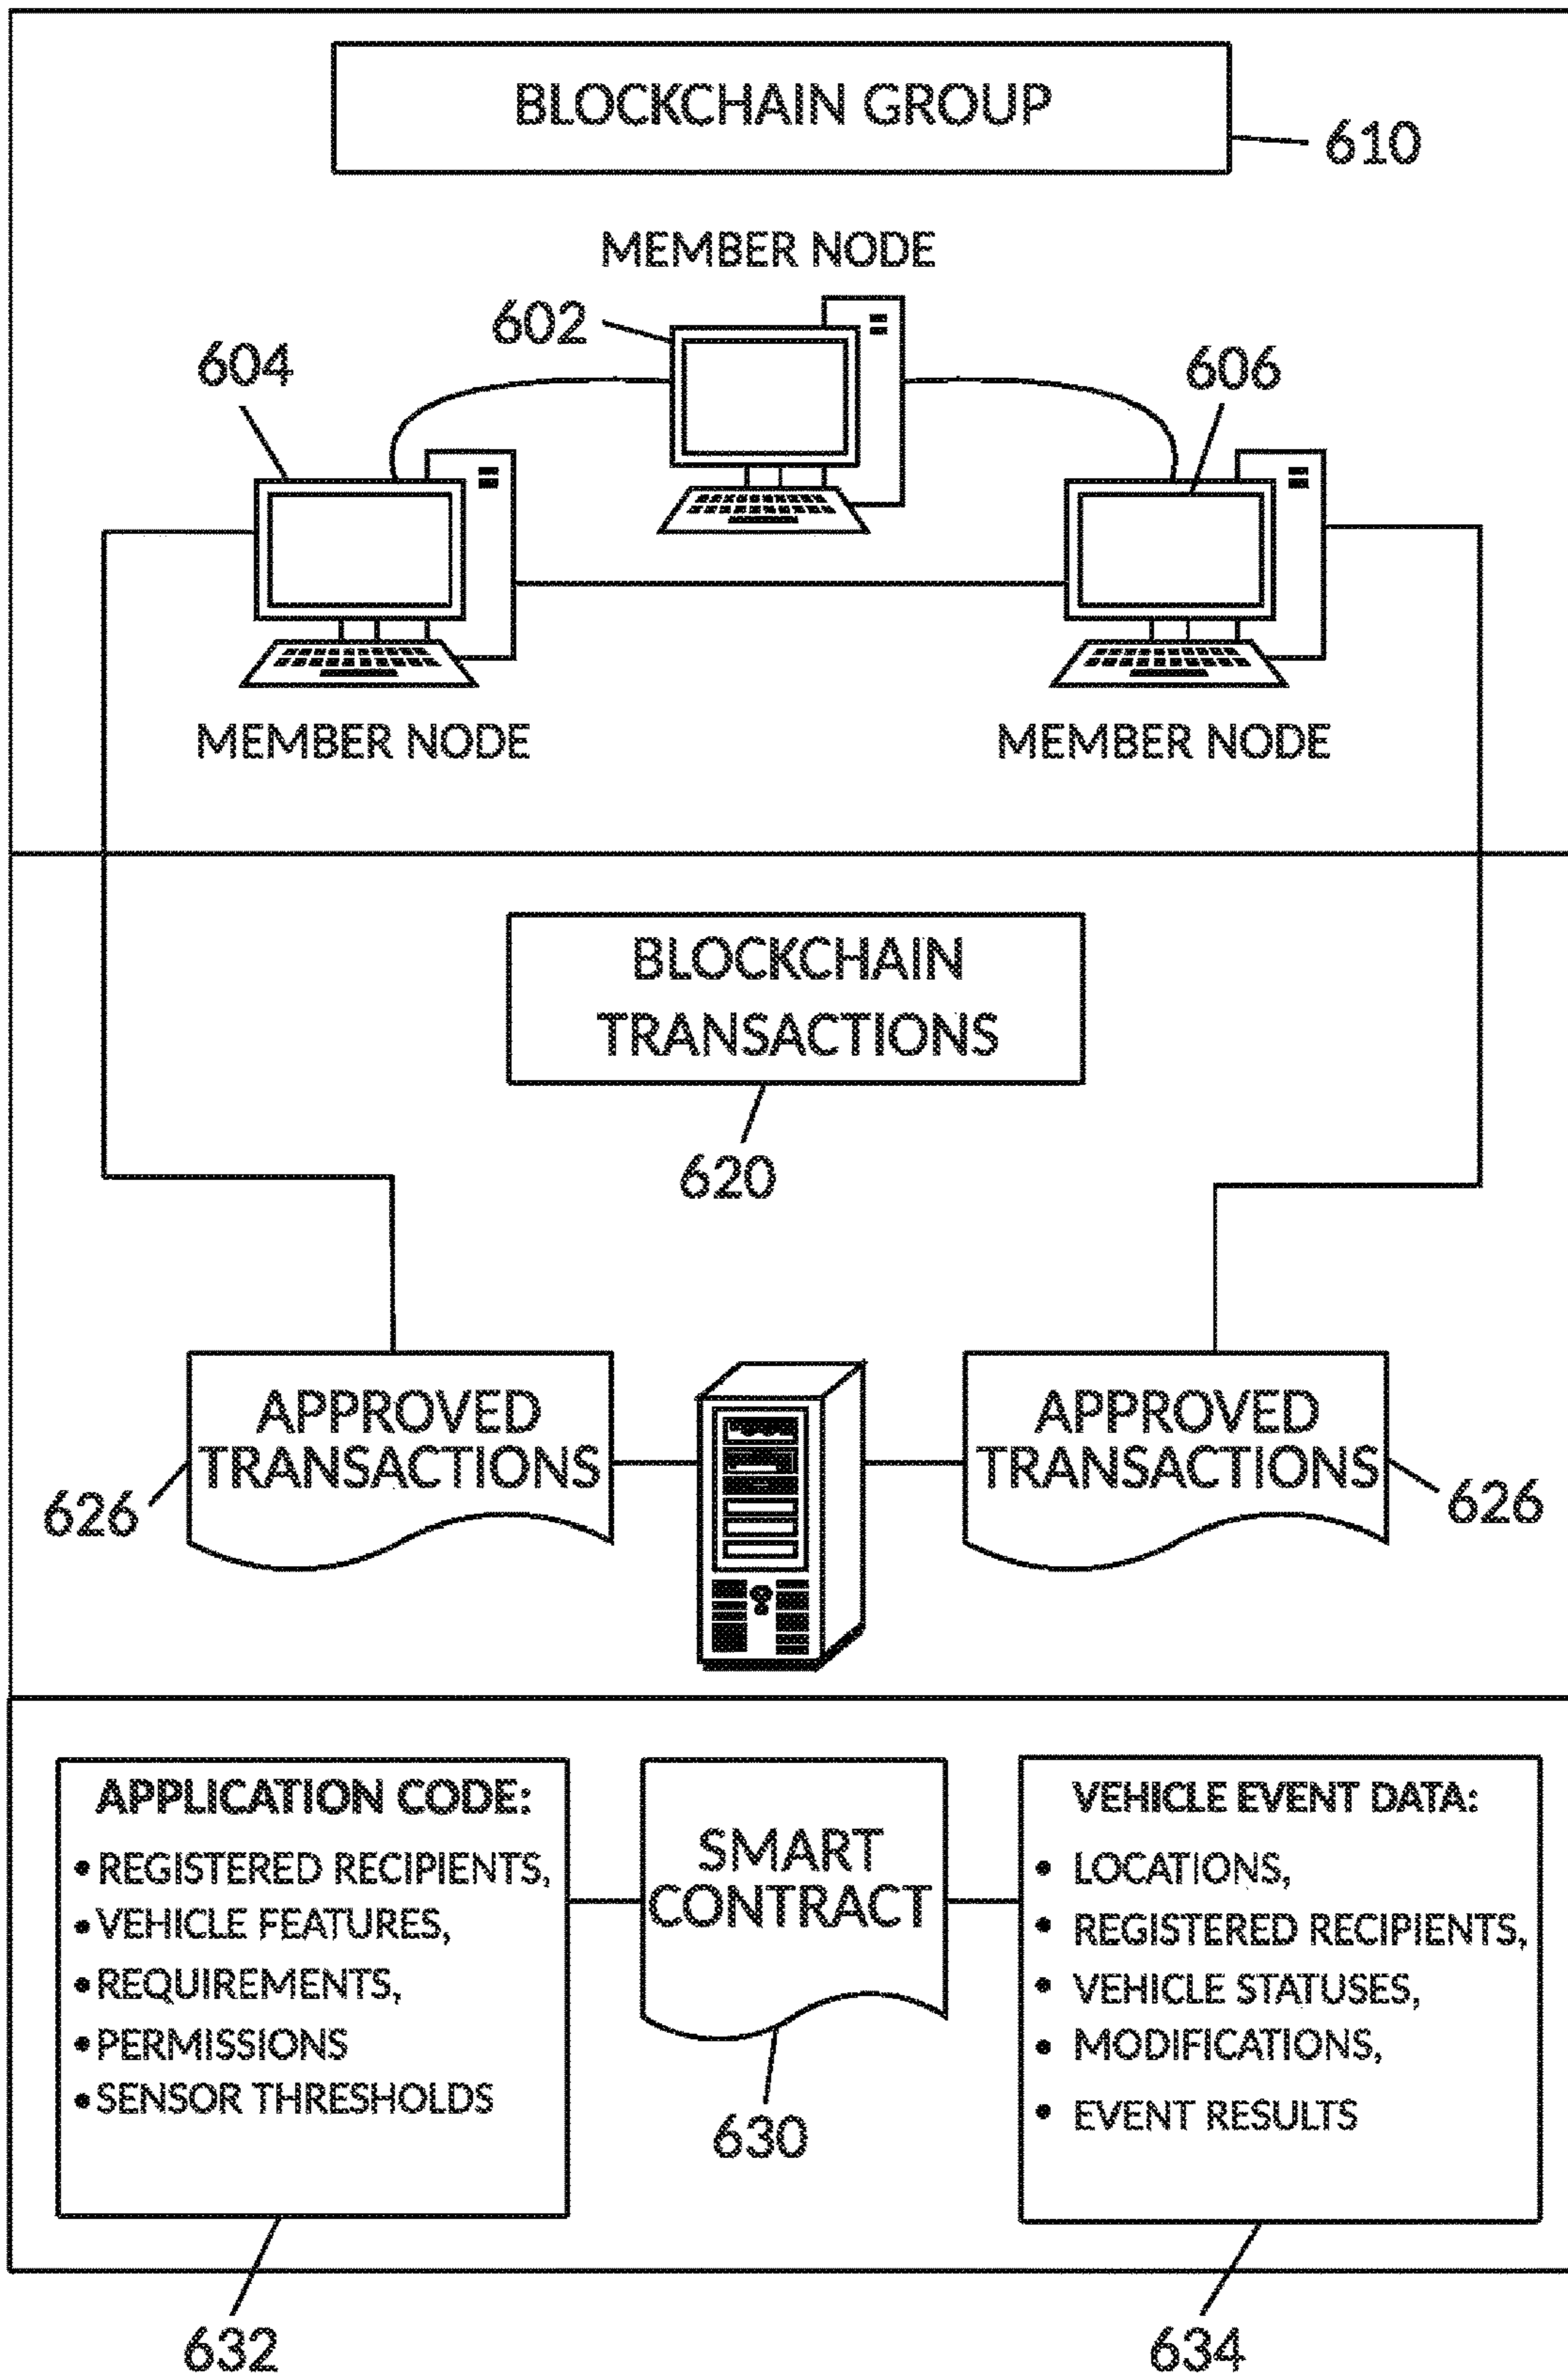 BLOCKCHAIN GROUP
610
MEMBER NODE
602
604
606
MEMBER NODE
MEMBER NODE
BLOCKCHAIN
TRANSACTIONS
620
APPROVED
TRANSACTIONS
626
APPROVED
TRANSACTIONS
626
APPLICATION CODE:
• REGISTERED RECIPIENTS,
• VEHICLE FEATURES,
• REQUIREMENTS,
• PERMISSIONS
• SENSOR THRESHOLDS
632
SMART
CONTRACT
630
VEHICLE EVENT DATA:
• LOCATIONS,
• REGISTERED RECIPIENTS,
• VEHICLE STATUSES,
• MODIFICATIONS,
• EVENT RESULTS
634